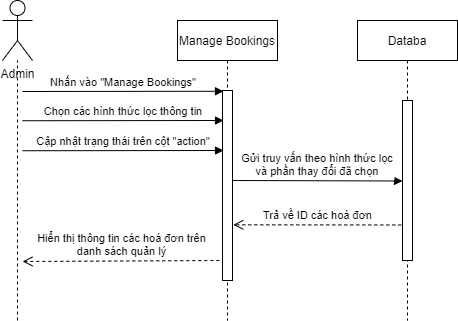 Manage Bookings
Databa
Admin
Nhấn vào "Manage Bookings"
Chọn các hình thức lọc thông tin
Cập nhật trạng thái trên cột "action"
Gửi truy vấn theo hình thức lọc
và phần thay đổi đã chọn
Trả về ID các hoá đơn
Hiển thị thông tin các hoá đơn trên
danh sách quản lý